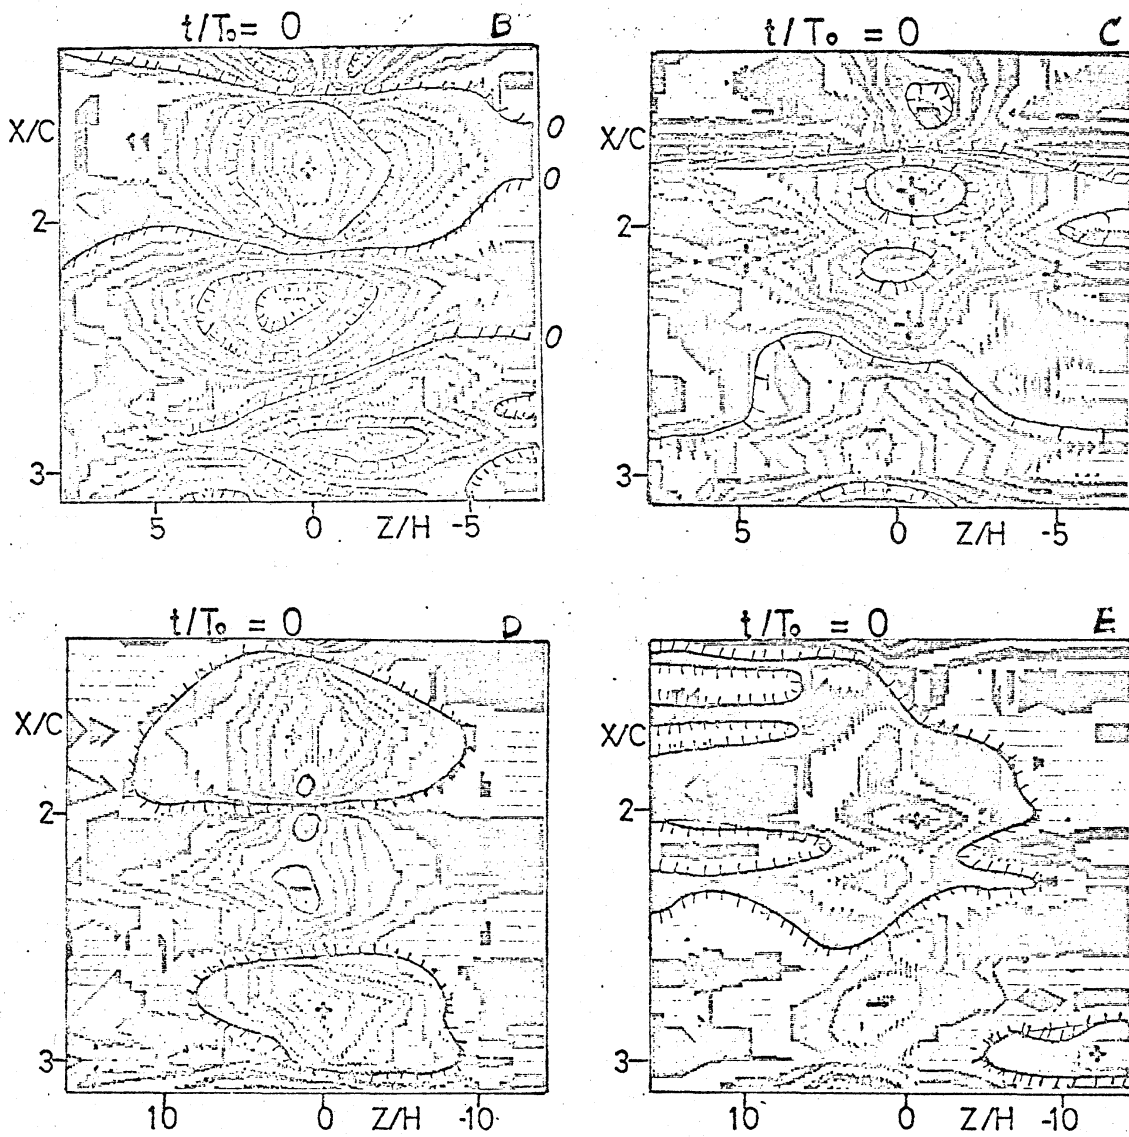 t/T₀ = 0 B
X/C
0
0
2
0
3
5 0 Z/H -5
t/T₀ = 0 C
X/C
2
3
5 0 Z/H -5
t/T₀ = 0 D
X/C
2
3
10 0 Z/H -10
t/T₀ = 0 E
X/C
2
3
10 0 Z/H -10